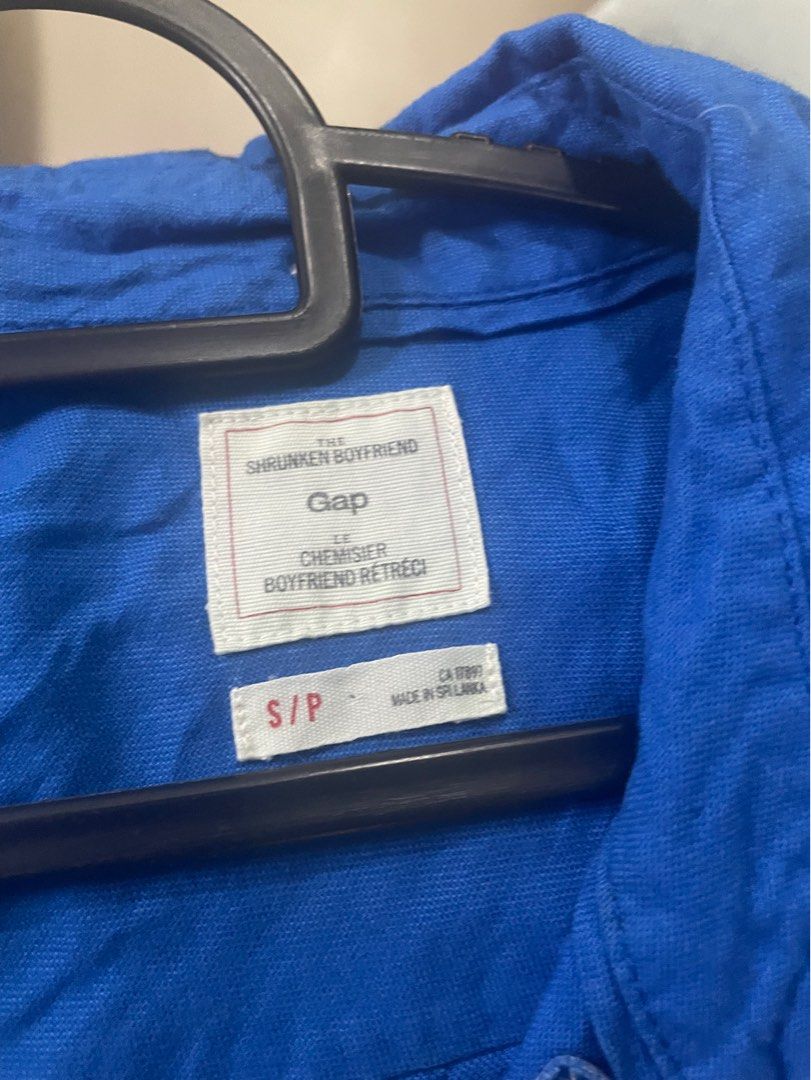 THE
SHRUNKEN BOYFRIEND
Gap
LE
CHEMISIER
BOYFRIEND RÉTRÉCI
S/P
CA 17897
MADE IN SRI LANKA